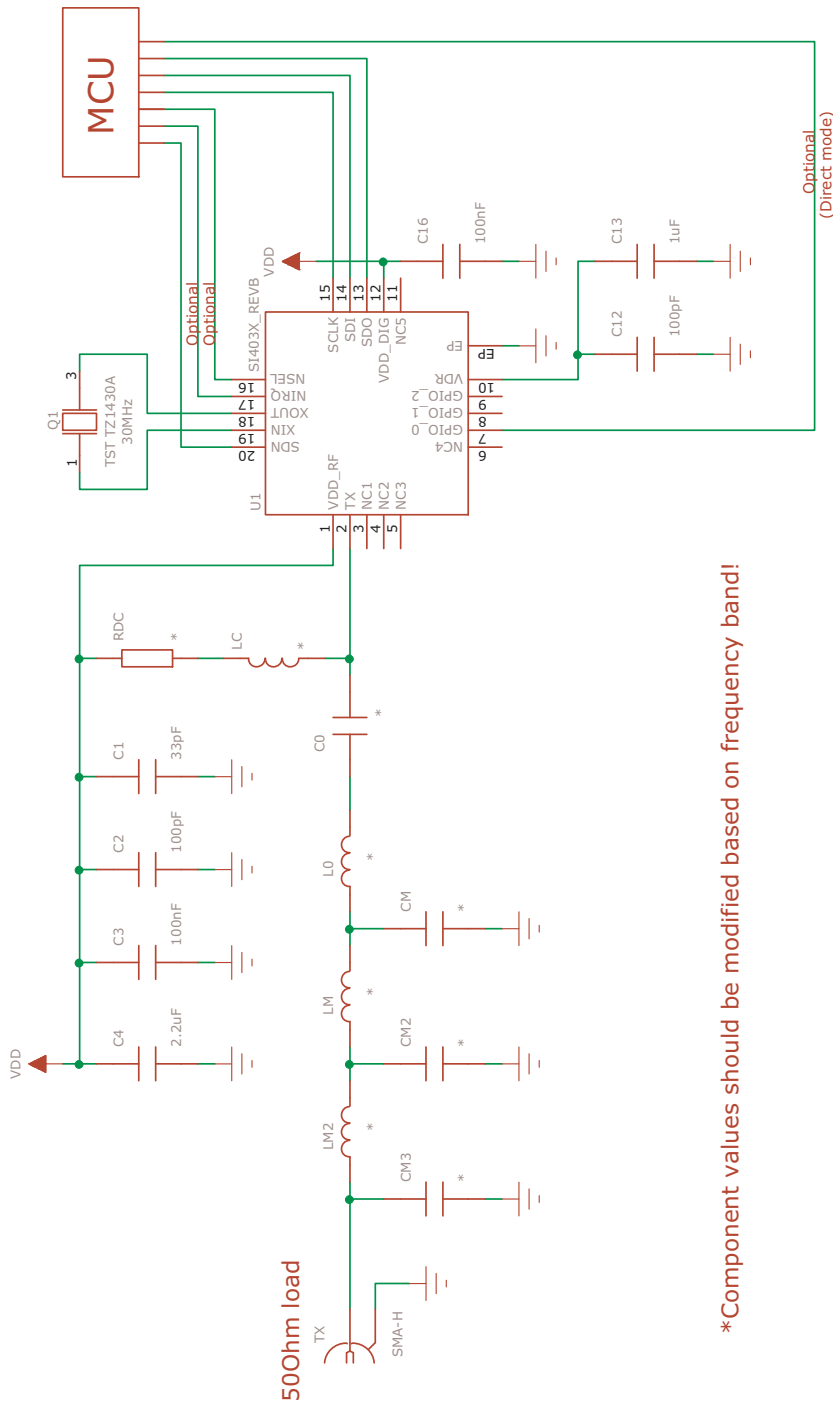 MCU
Optional
(Direct mode)
VDD
C16
100nF
C13
1uF
C12
100pF
Optional
Optional
SI403X_REVB
15
14
13
12
11
SCLK
SDI
SDO
VDD_DIG
NC5
Q1
1
3
TST TZ1430A
30MHz
NSEL
NIRQ
XOUT
XIN
SDN
16
17
18
19
20
EP
EP
VDR
GPIO_2
GPIO_1
GPIO_0
NC4
10
9
8
7
6
U1
VDD_RF
TX
NC1
NC2
NC3
1
2
3
4
5
RDC
*
LC
*
C0
*
C1
33pF
C2
100pF
C3
100nF
C4
2.2uF
VDD
L0
*
CM
*
LM
*
CM2
*
LM2
*
CM3
*
50Ohm load
TX
SMA-H
*Component values should be modified based on frequency band!